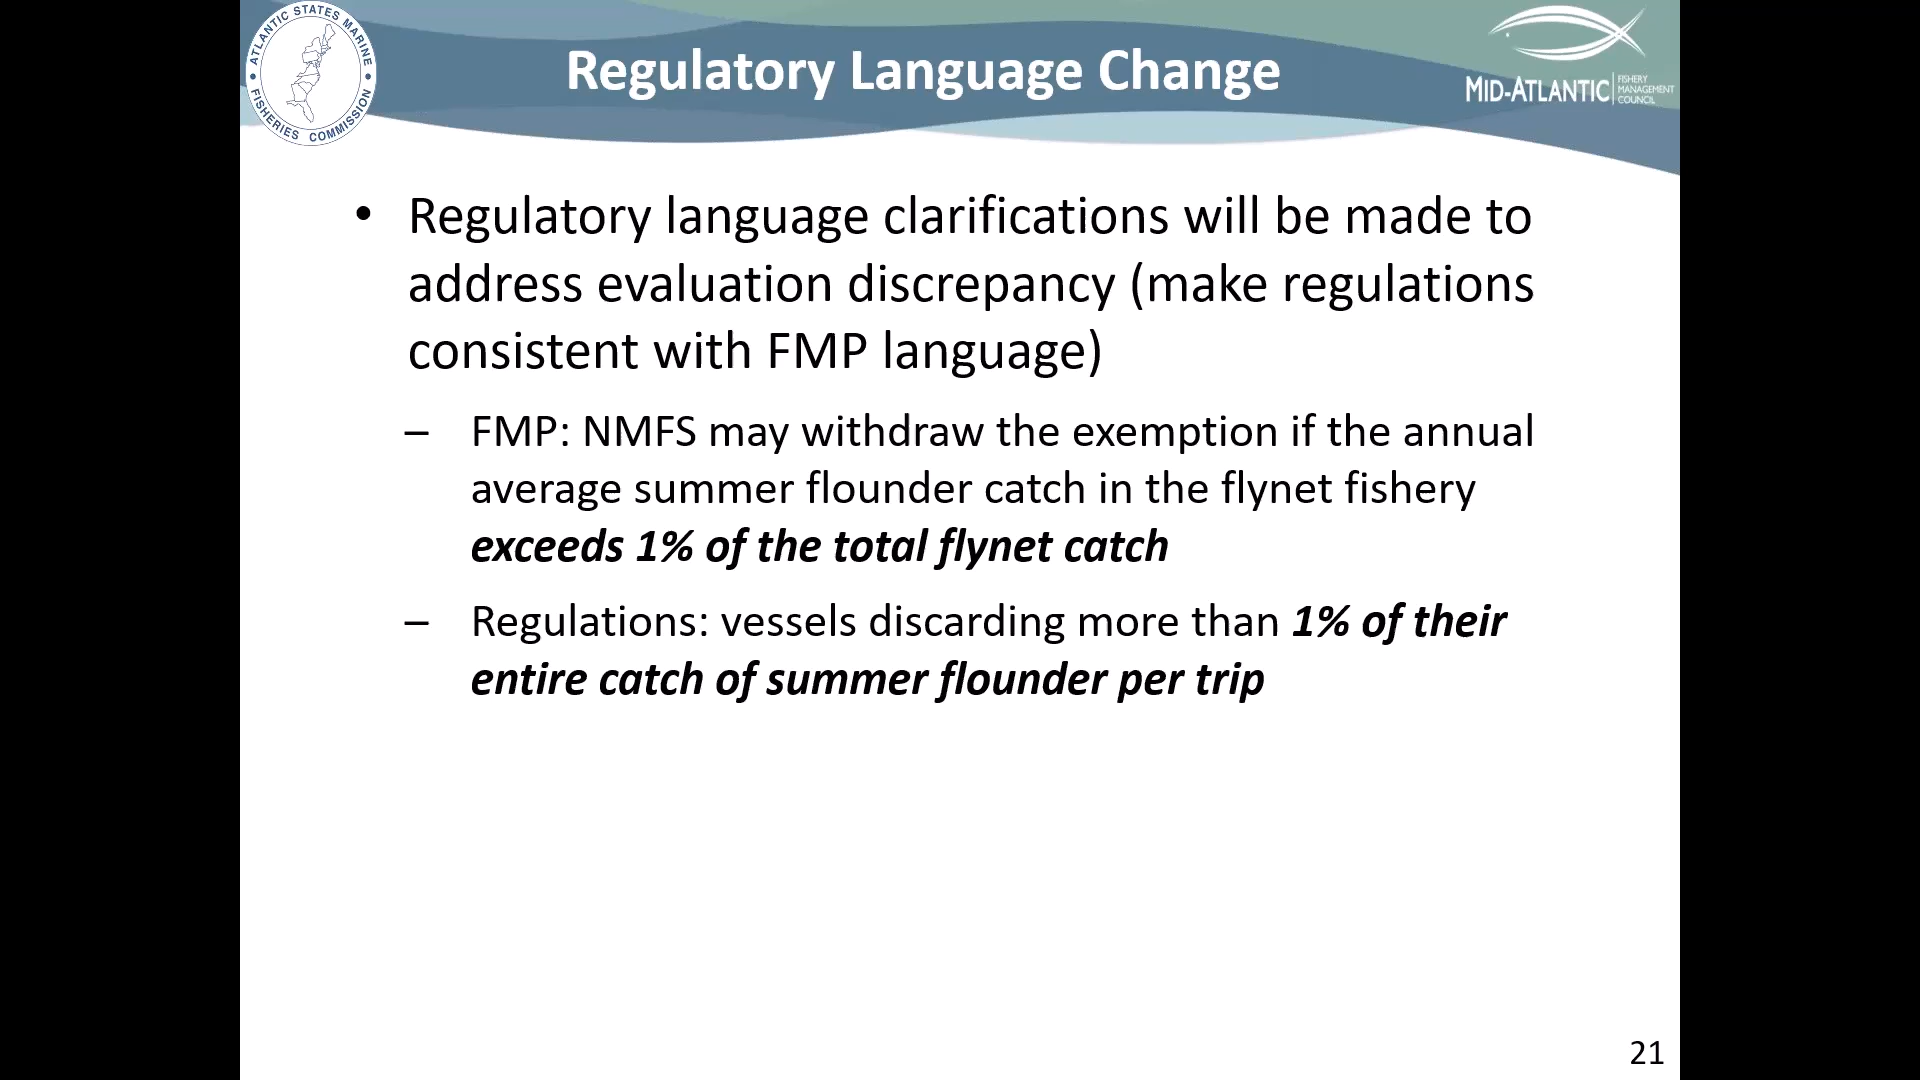 ATLANTIC STATES MARINE
FISHERIES COMMISSION
Regulatory Language Change
MID-ATLANTIC
FISHERY
MANAGEMENT
COUNCIL
• Regulatory language clarifications will be made to
address evaluation discrepancy (make regulations
consistent with FMP language)
– FMP: NMFS may withdraw the exemption if the annual
average summer flounder catch in the flynet fishery
exceeds 1% of the total flynet catch
– Regulations: vessels discarding more than 1% of their
entire catch of summer flounder per trip
21